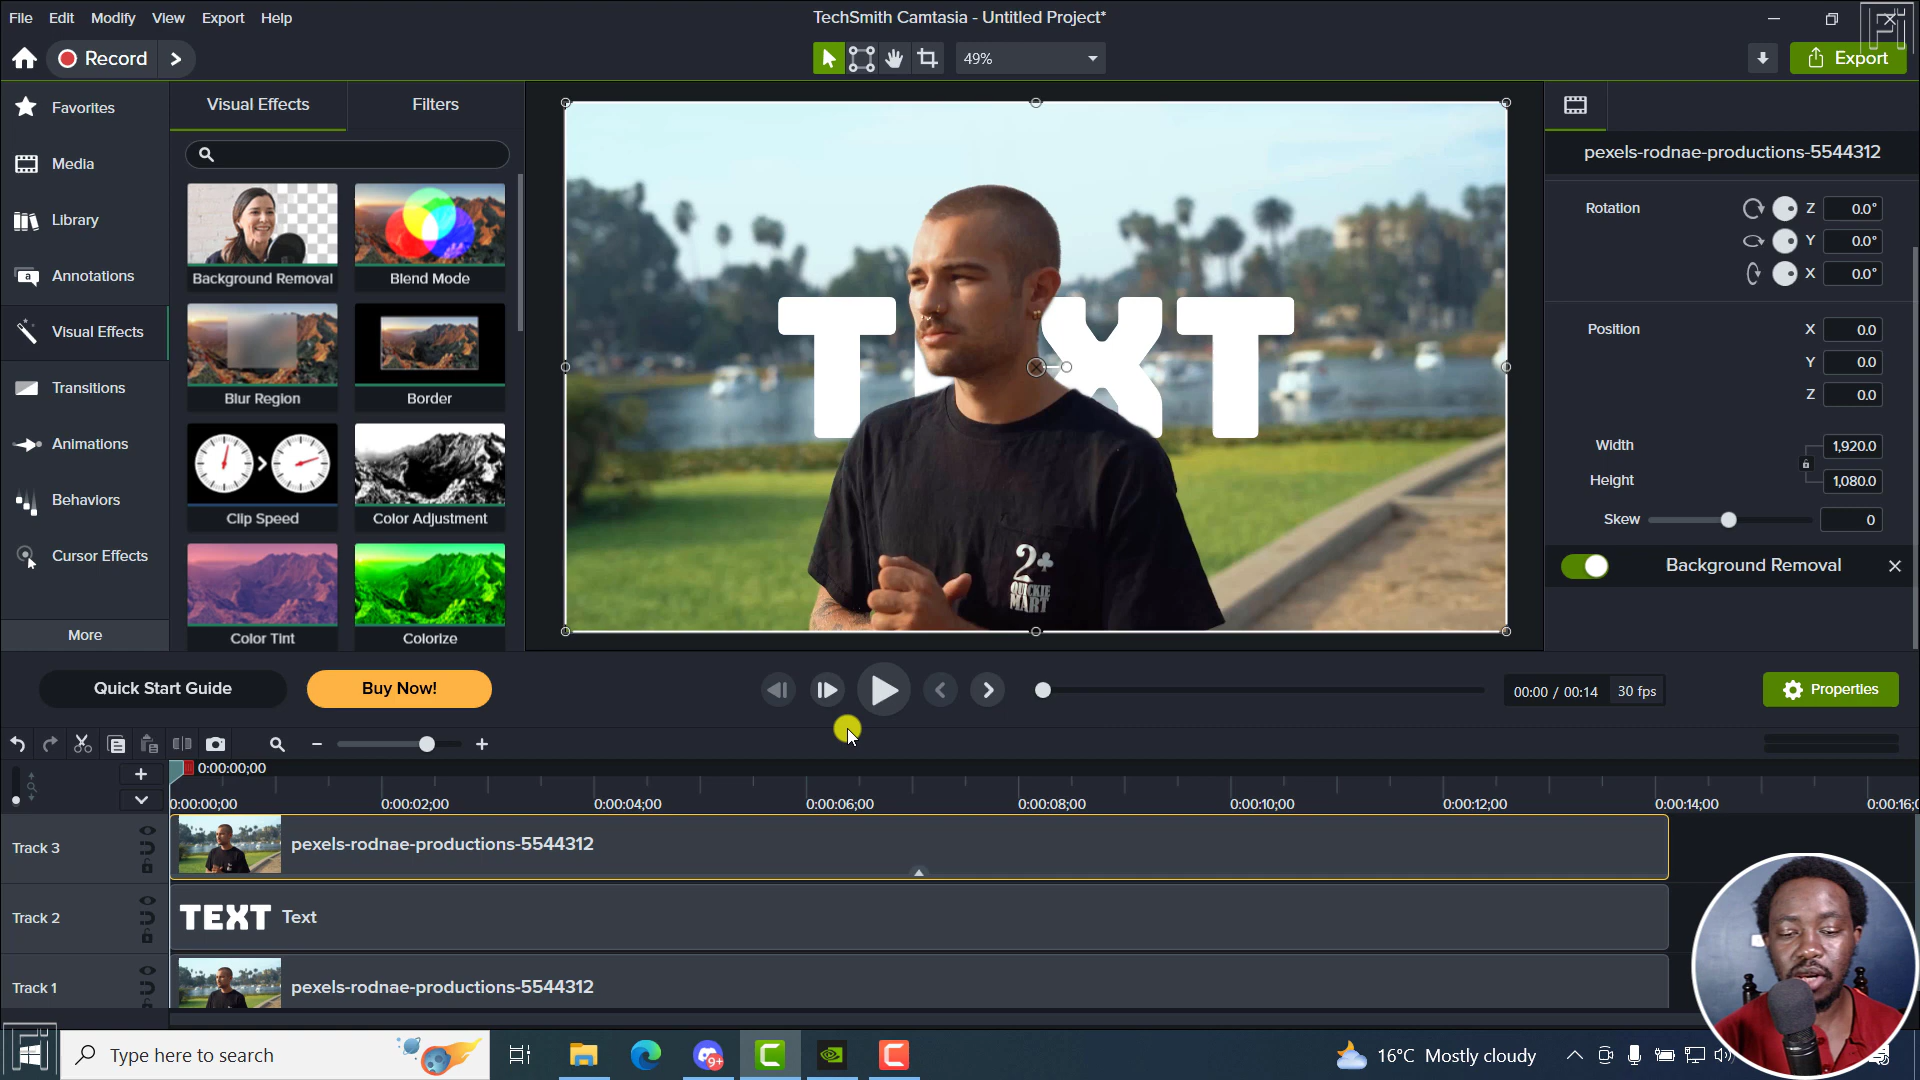 File Edit Modify View Export Help
TechSmith Camtasia - Untitled Project*
Record
49%
Export
Favorites
Media
Library
Annotations
Visual Effects
Transitions
Animations
Behaviors
Cursor Effects
More
Visual Effects
Filters
Background Removal
Blend Mode
Blur Region
Border
Clip Speed
Color Adjustment
Color Tint
Colorize
TEXT
2
QUICKIE
MART
pexels-rodnae-productions-5544312
Rotation
Z 0.0°
Y 0.0°
X 0.0°
Position
X 0.0
Y 0.0
Z 0.0
Width 1,920.0
Height 1,080.0
Skew 0
Background Removal
Quick Start Guide
Buy Now!
00:00 / 00:14 30 fps
Properties
0:00:00;00
0:00:00;00 0:00:02;00 0:00:04;00 0:00:06;00 0:00:08;00 0:00:10;00 0:00:12;00 0:00:14;00 0:00:16;
Track 3
pexels-rodnae-productions-5544312
Track 2
TEXT Text
Track 1
pexels-rodnae-productions-5544312
Type here to search
9+
16°C Mostly cloudy